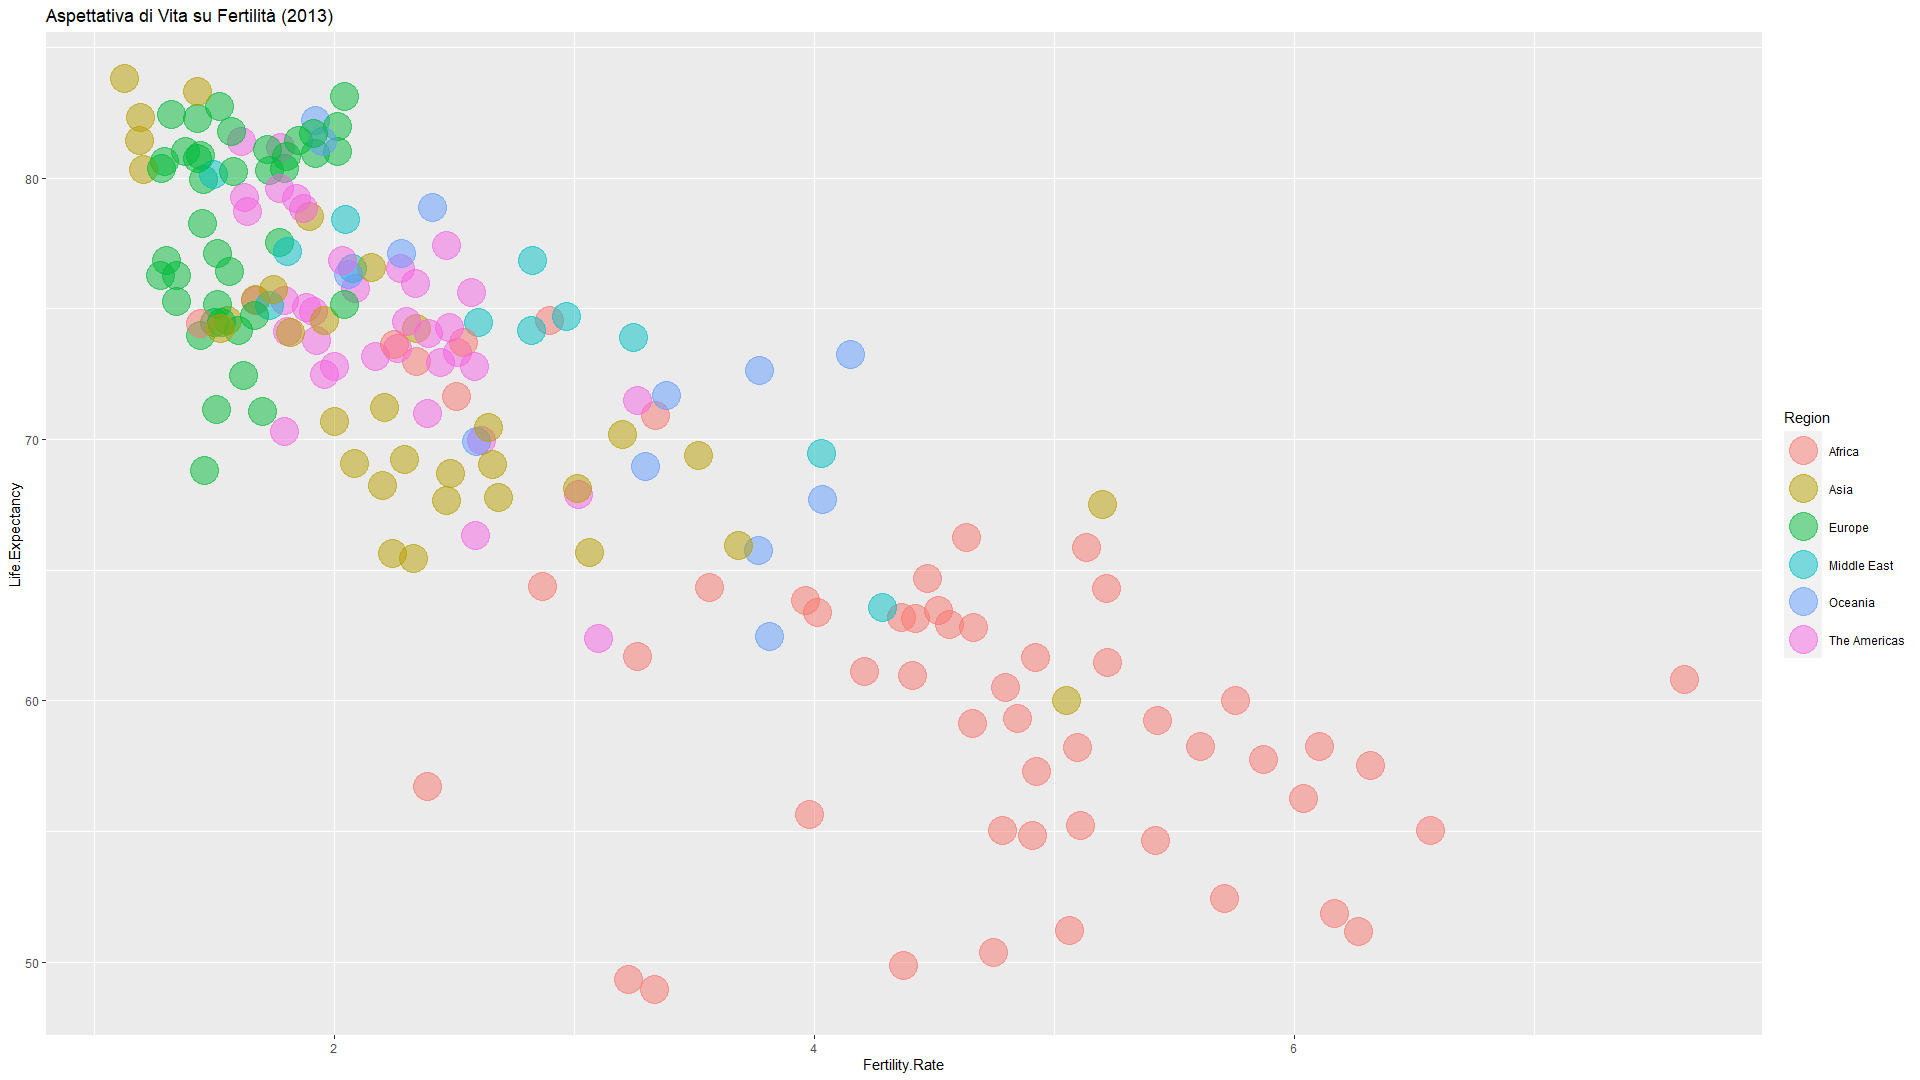 Aspettativa di Vita su Fertilità (2013)
Life.Expectancy
80
70
60
50
2
4
6
Fertility.Rate
Region
Africa
Asia
Europe
Middle East
Oceania
The Americas